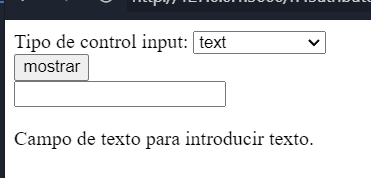 Tipo de control input: text
mostrar
Campo de texto para introducir texto.